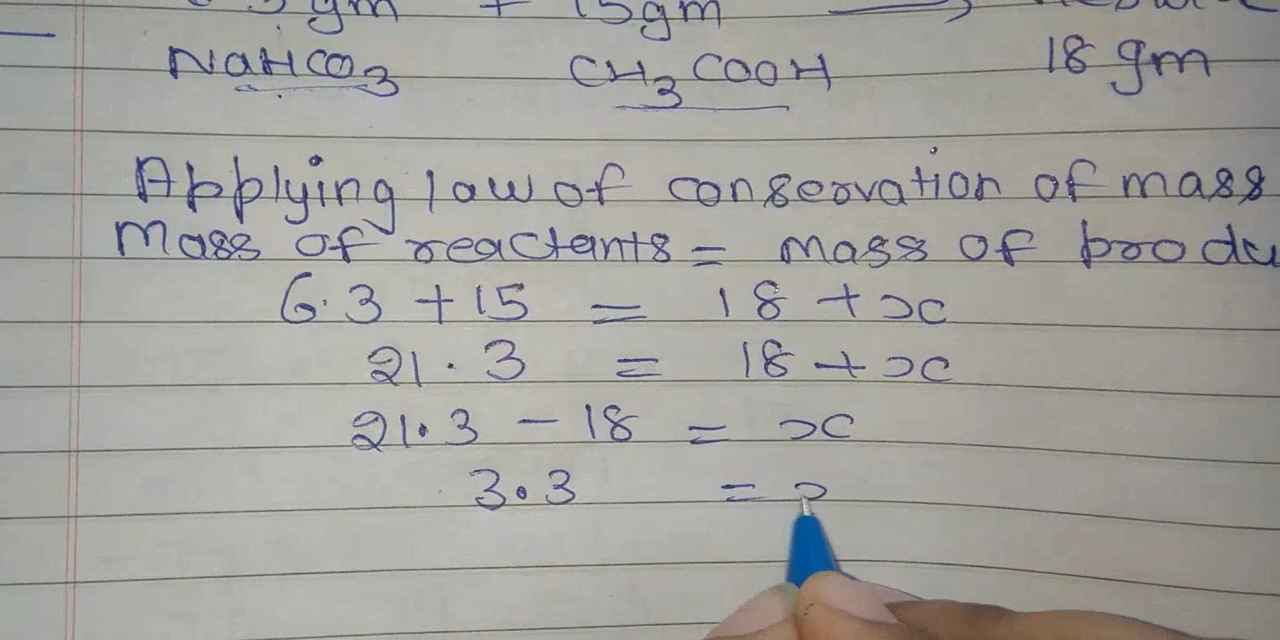 gm + 15gm
NaHCO3 CH3COOH 18 gm
Applying law of conservation of mass
Mass of reactants = mass of produ
6.3 + 15 = 18 + x
21.3 = 18 + x
21.3 - 18 = x
3.3 =